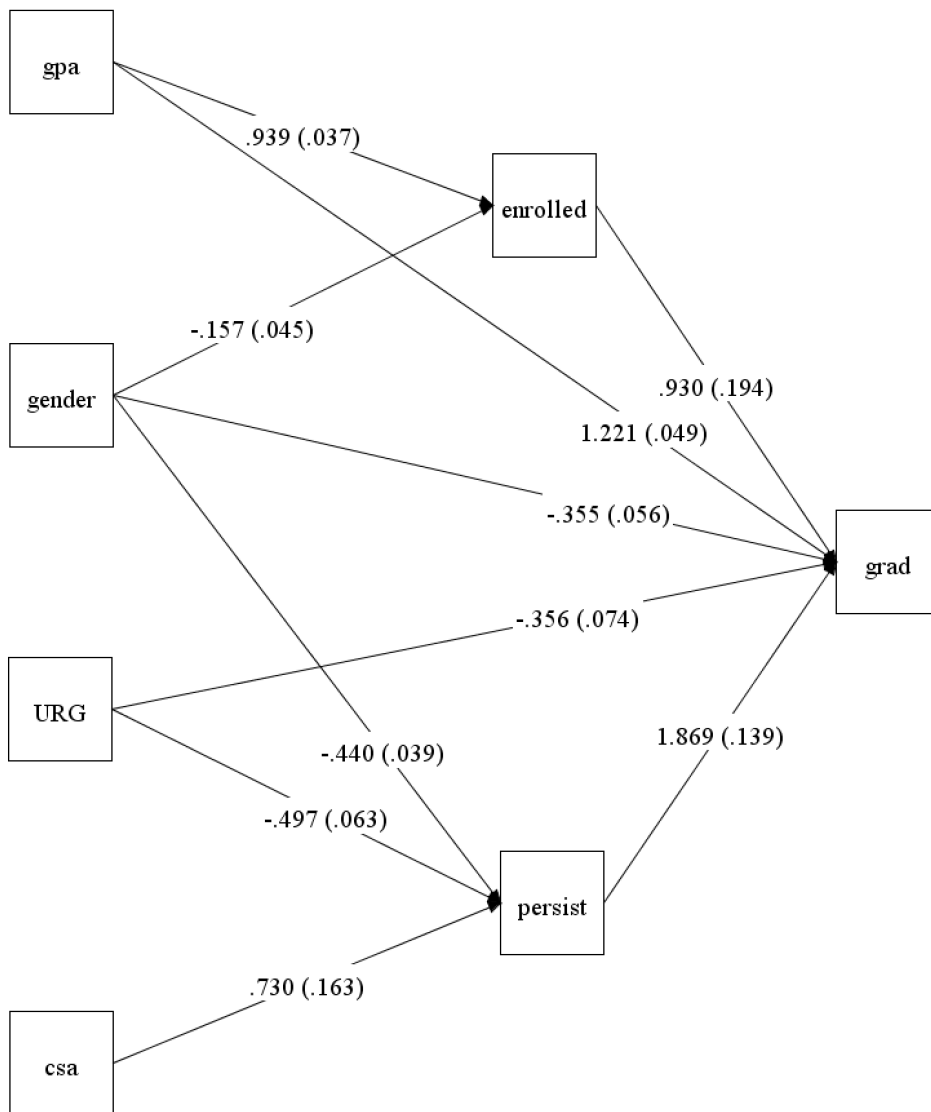 gpa
.939 (.037)
enrolled
-.157 (.045)
gender
.930 (.194)
1.221 (.049)
-.355 (.056)
grad
-.356 (.074)
URG
-.440 (.039)
1.869 (.139)
-.497 (.063)
persist
.730 (.163)
csa